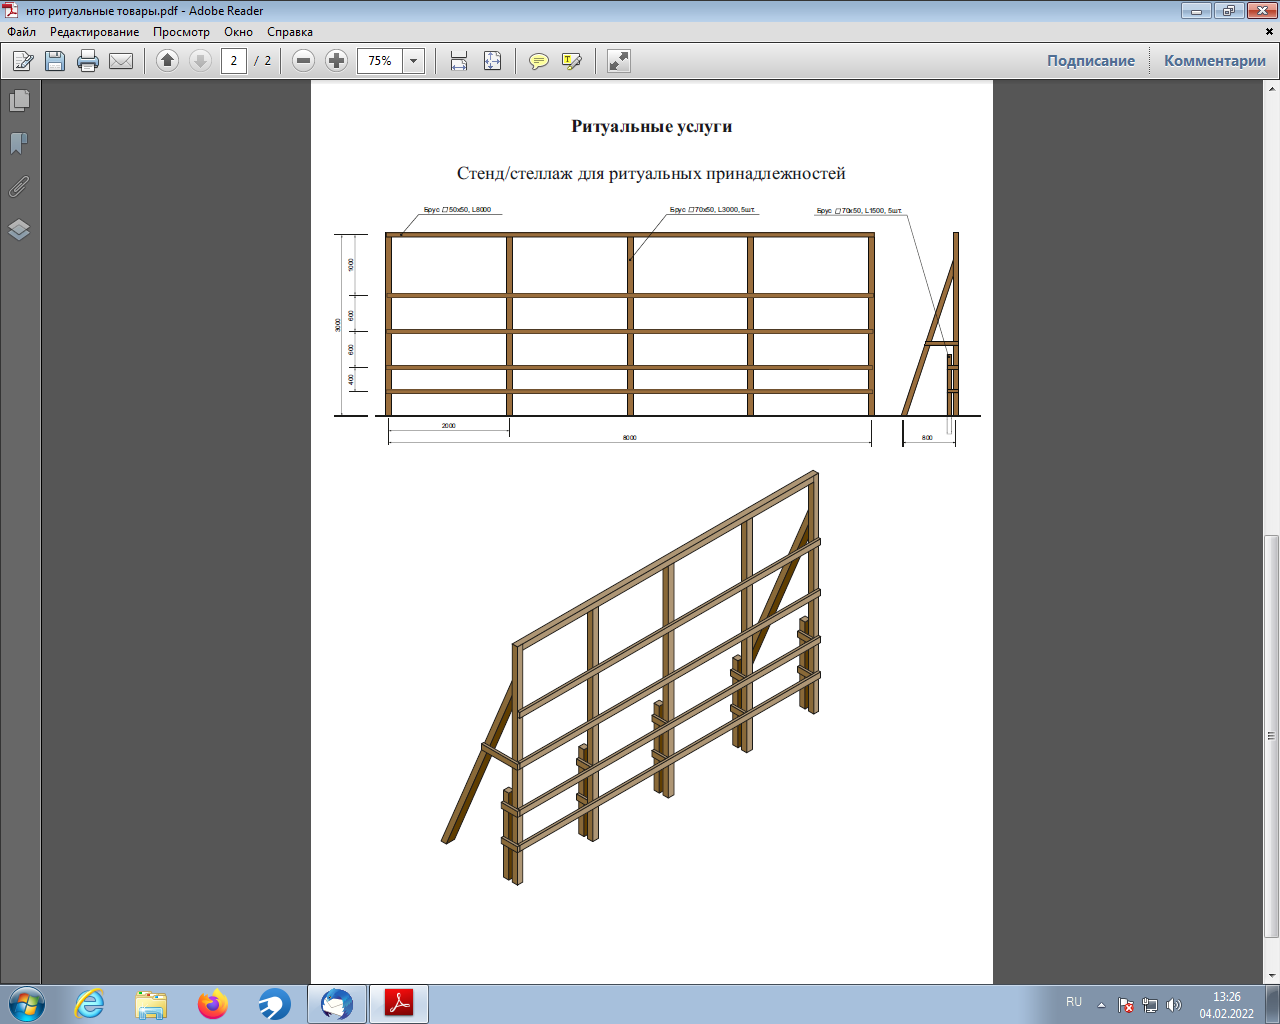 нто ритуальные товары.pdf - Adobe Reader
Файл Редактирование Просмотр Окно Справка
2 / 2 75% Подписание Комментарии
Ритуальные услуги
Стенд/стеллаж для ритуальных принадлежностей
Брус □50х50, L8000
Брус □70х50, L3000, 5шт.
Брус □70х50, L1500, 5шт.
1000
600
3000
600
400
2000
8000
800
RU
13:26
04.02.2022